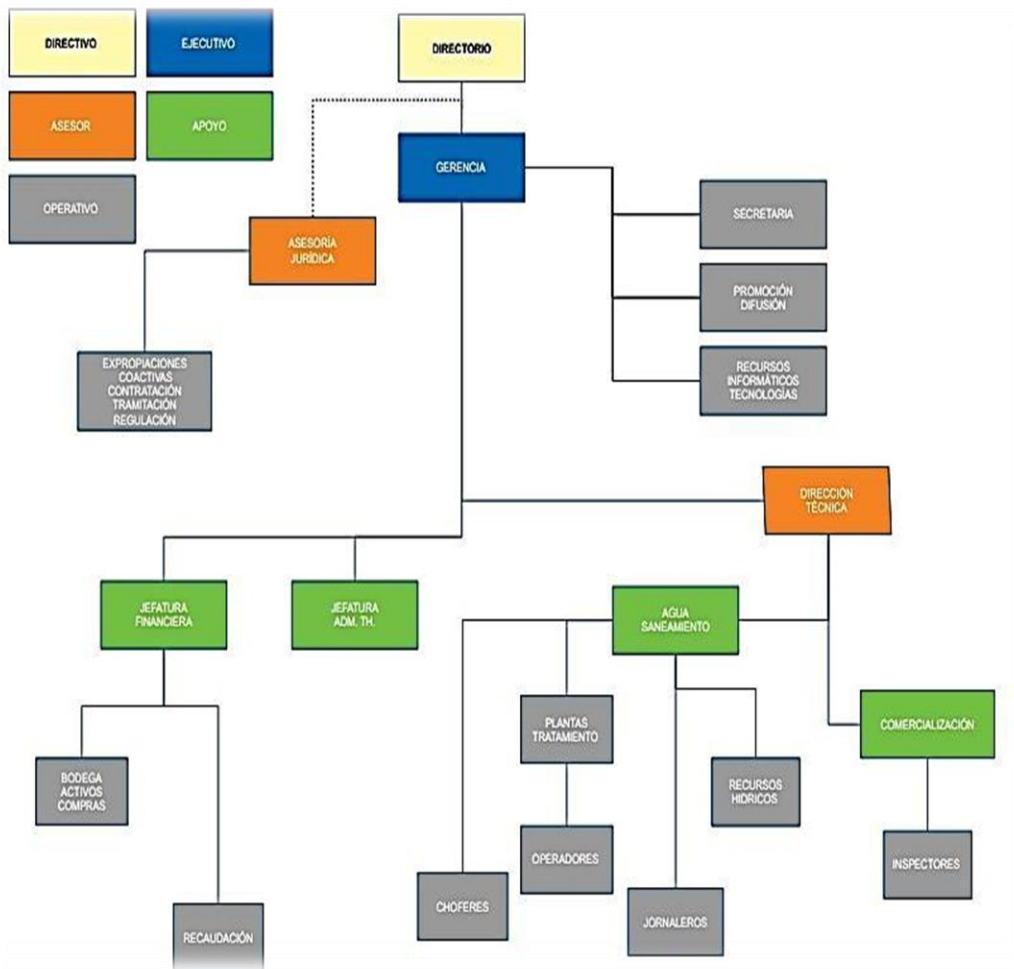 DIRECTIVO
EJECUTIVO
DIRECTORIO
ASESOR
APOYO
GERENCIA
OPERATIVO
SECRETARIA
ASESORÍA
JURÍDICA
PROMOCIÓN
DIFUSIÓN
EXPROPIACIONES
COACTIVAS
CONTRATACIÓN
TRAMITACIÓN
REGULACIÓN
RECURSOS
INFORMÁTICOS
TECNOLOGÍAS
DIRECCIÓN
TÉCNICA
JEFATURA
FINANCIERA
JEFATURA
ADM. TH.
AGUA
SANEAMIENTO
PLANTAS
TRATAMIENTO
COMERCIALIZACIÓN
BODEGA
ACTIVOS
COMPRAS
RECURSOS
HIDRICOS
OPERADORES
INSPECTORES
CHOFERES
JORNALEROS
RECAUDACIÓN